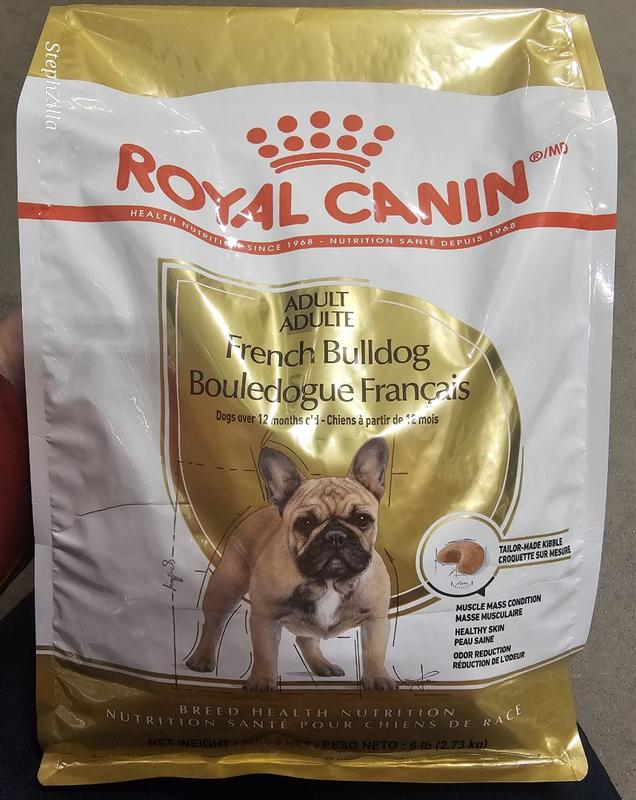 StephZilla
ROYAL CANIN ®/MD
HEALTH NUTRITION SINCE 1968 - NUTRITION SANTÉ DEPUIS 1968
ADULT
ADULTE
French Bulldog
Bouledogue Français
Dogs over 12 months old - Chiens à partir de 12 mois
TAILOR-MADE KIBBLE
CROQUETTE SUR MESURE
MUSCLE MASS CONDITION
MASSE MUSCULAIRE
HEALTHY SKIN
PEAU SAINE
ODOR REDUCTION
RÉDUCTION DE L'ODEUR
BREED HEALTH NUTRITION
NUTRITION SANTÉ POUR CHIENS DE RACE
NET WEIGHT / POIDS NET / PESO NETO : 6 lb (2.73 kg)